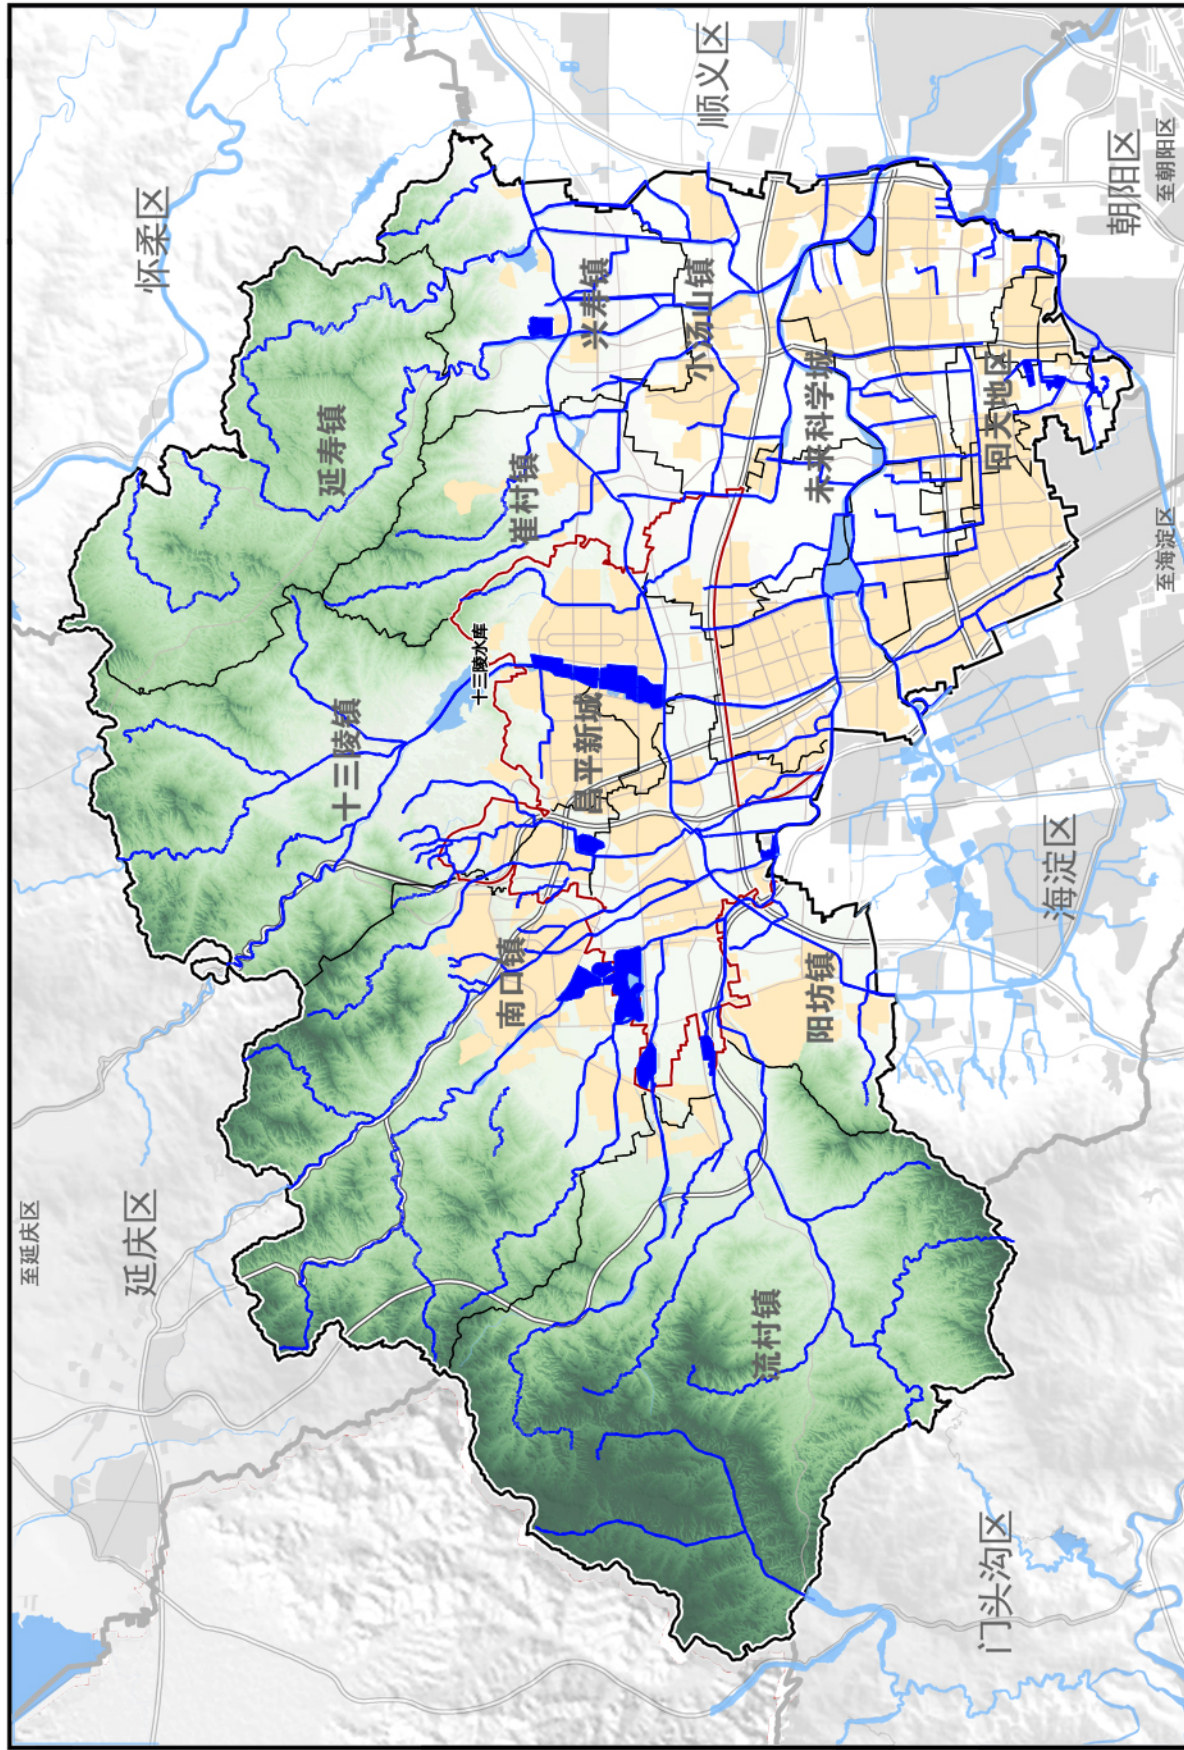 至延庆区
延庆区
怀柔区
延寿镇
十三陵镇
十三陵水库
崔村镇
兴寿镇
顺义区
小汤山镇
昌平新城
南口镇
未来科学城
回天地区
阳坊镇
流村镇
海淀区
至海淀区
朝阳区
至朝阳区
门头沟区